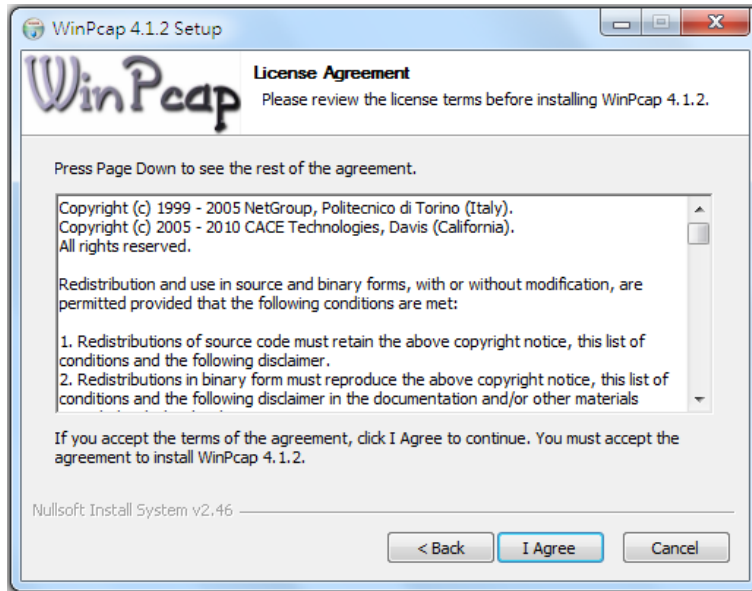 WinPcap 4.1.2 Setup
WinPcap
License Agreement
Please review the license terms before installing WinPcap 4.1.2.
Press Page Down to see the rest of the agreement.
Copyright (c) 1999 - 2005 NetGroup, Politecnico di Torino (Italy).
Copyright (c) 2005 - 2010 CACE Technologies, Davis (California).
All rights reserved.
Redistribution and use in source and binary forms, with or without modification, are
permitted provided that the following conditions are met:
1. Redistributions of source code must retain the above copyright notice, this list of
conditions and the following disclaimer.
2. Redistributions in binary form must reproduce the above copyright notice, this list of
conditions and the following disclaimer in the documentation and/or other materials
If you accept the terms of the agreement, click I Agree to continue. You must accept the
agreement to install WinPcap 4.1.2.
Nullsoft Install System v2.46
< Back
I Agree
Cancel